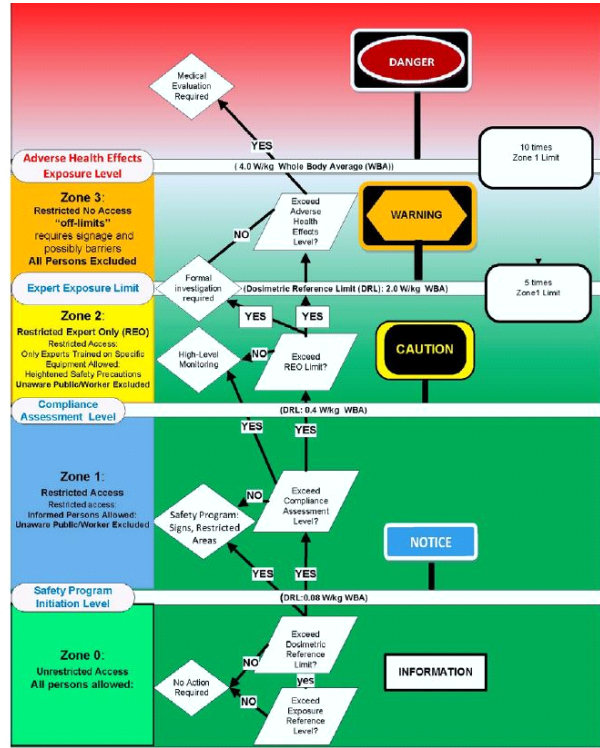 DANGER
Medical
Evaluation
Required
YES
10 times
Zone 1 Limit
Adverse Health Effects
Exposure Level
( 4.0 W/kg Whole Body Average (WBA))
Zone 3:
Restricted No Access
“off-limits”
requires signage and
possibly barriers
All Persons Excluded
Exceed
Adverse
Health
Effects
Level?
WARNING
NO
Formal
investigation
required
5 times
Zone1 Limit
Expert Exposure Limit
(Dosimetric Reference Limit (DRL): 2.0 W/kg WBA)
YES
YES
Zone 2:
Restricted Expert Only (REO)
Restricted Access:
Only Experts Trained on Specific
Equipment Allowed:
Heightened Safety Precautions
Unaware Public/Worker Excluded
High-Level
Monitoring
NO
Exceed
REO Limit?
CAUTION
Compliance
Assessment Level
(DRL: 0.4 W/kg WBA)
YES
YES
Zone 1:
Restricted Access
Restricted access:
Informed Persons Allowed:
Unaware Public/Worker Excluded
Safety Program:
Signs, Restricted
Areas
NO
Exceed
Compliance
Assessment
Level?
NOTICE
YES
YES
Safety Program
Initiation Level
(DRL:0.08 W/kg WBA)
Zone 0:
Unrestricted Access
All persons allowed:
Exceed
Dosimetric
Reference
Limit?
NO
No Action
Required
yes
NO
Exceed
Exposure
Reference
Level?
INFORMATION